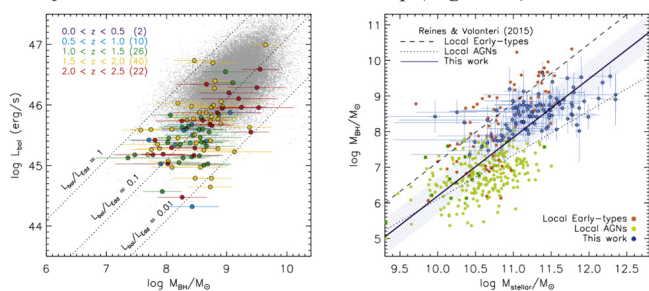 0.0 < z < 0.5 (2)
0.5 < z < 1.0 (10)
1.0 < z < 1.5 (26)
1.5 < z < 2.0 (40)
2.0 < z < 2.5 (22)
log L_bol (erg/s)
47
46
45
44
L_bol/L_Edd = 1
L_bol/L_Edd = 0.1
L_bol/L_Edd = 0.01
6 7 8 9 10
log M_BH/M_⊙
Reines & Volonteri (2015)
Local Early-types
Local AGNs
This work
log M_BH/M_⊙
11
10
9
8
7
6
5
Local Early-types
Local AGNs
This work
9.5 10.0 10.5 11.0 11.5 12.0 12.5
log M_stellar/M_⊙